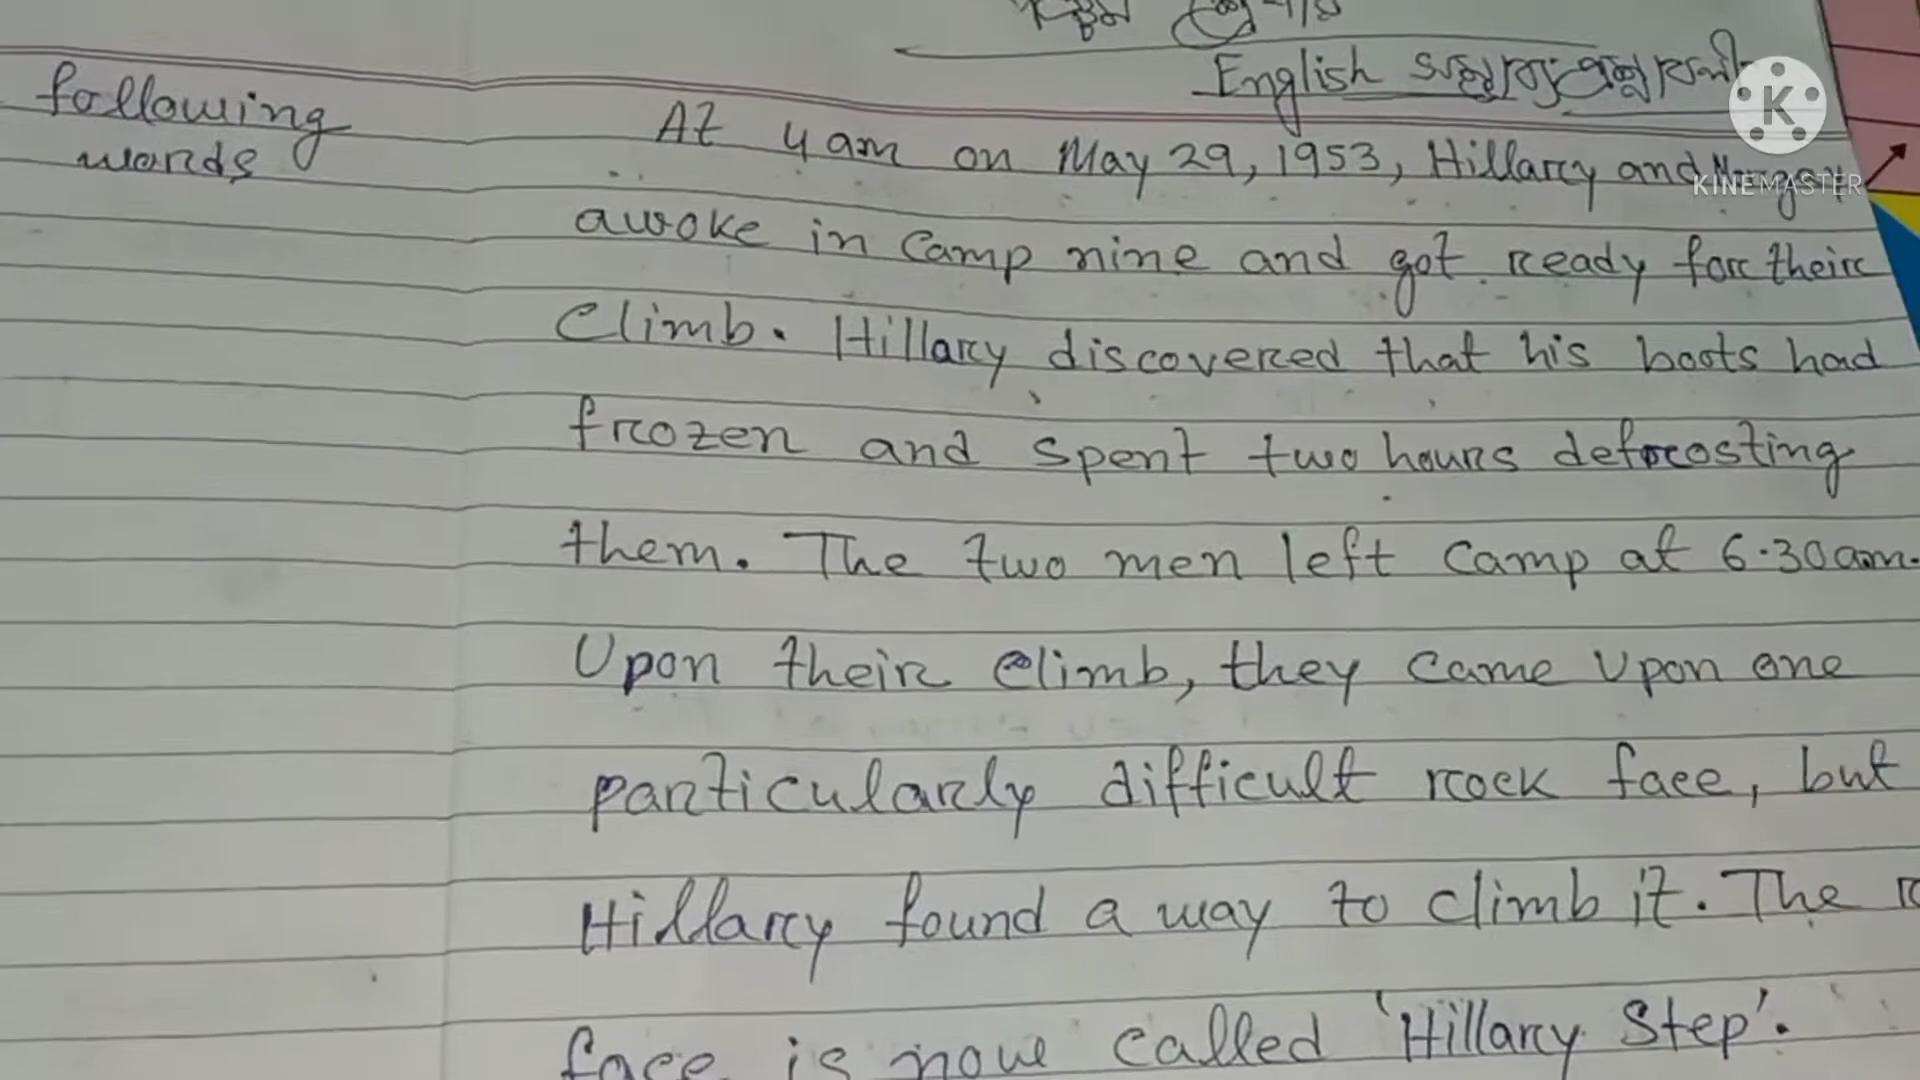 English
following
words
At 4 am on May 29, 1953, Hillary and
awoke in Camp nine and got ready for their
Climb. Hillary discovered that his boots had
frozen and spent two hours defrosting
them. The two men left Camp at 6.30am.
Upon their Climb, they came upon one
particularly difficult rock face, but
Hillary found a way to climb it. The
face is now called 'Hillary Step'.
KINEMASTER